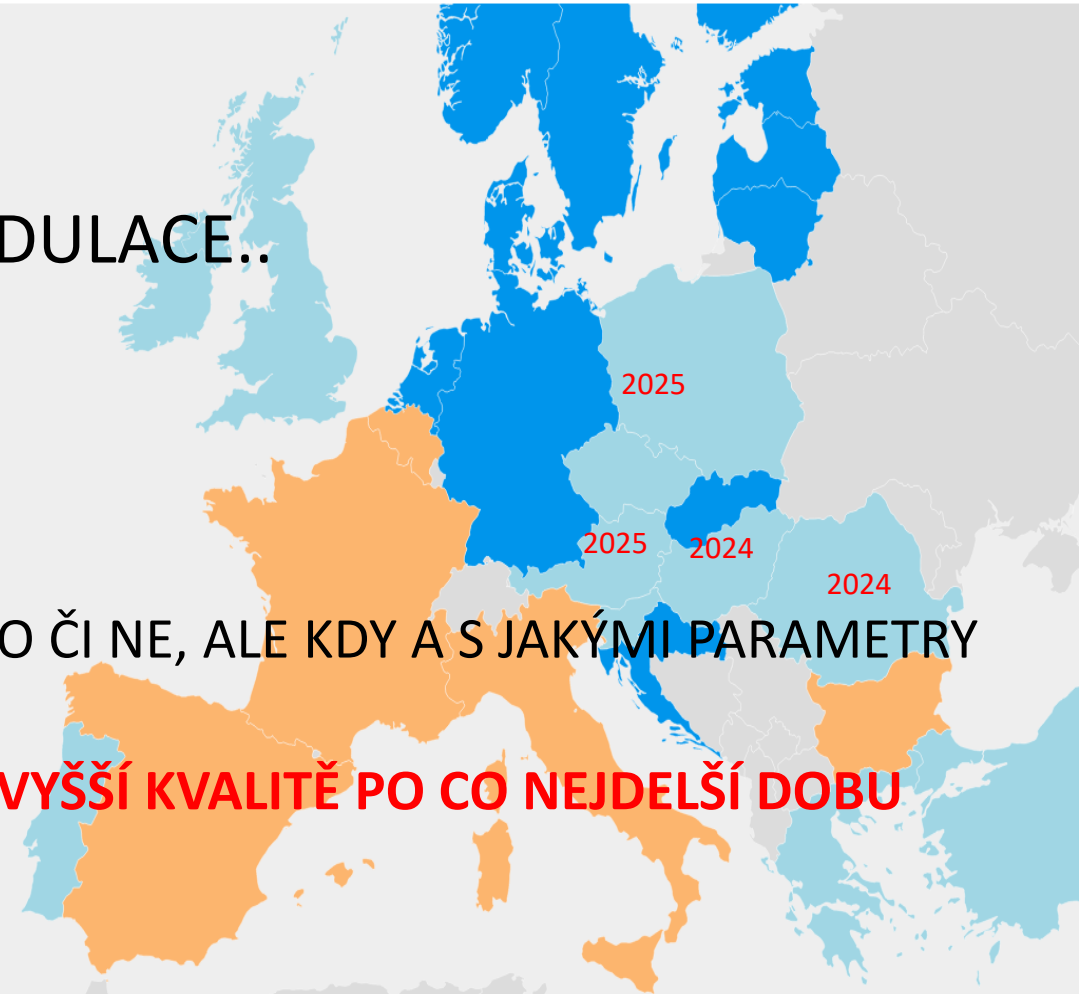 DULACE..
2025
2025
2024
2024
O ČI NE, ALE KDY A S JAKÝMI PARAMETRY
VYŠŠÍ KVALITĚ PO CO NEJDELŠÍ DOBU